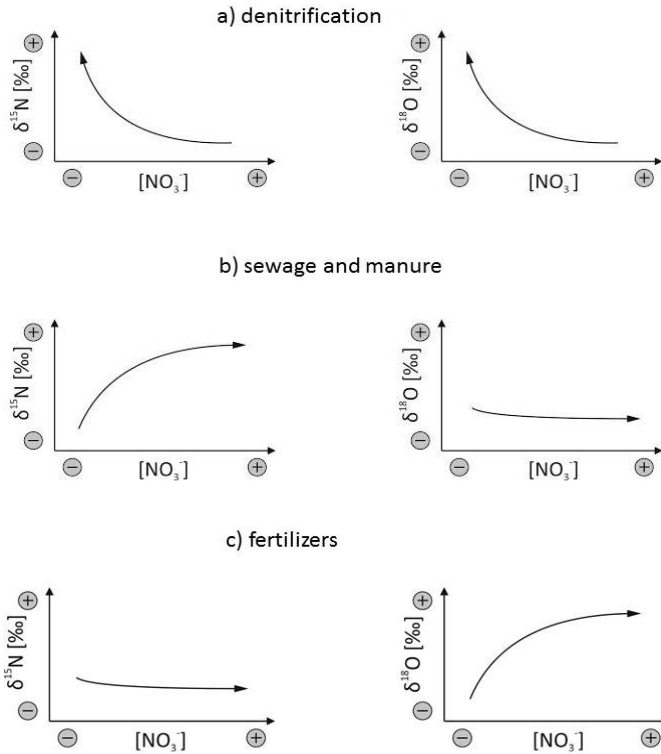 a) denitrification
+ +
δ¹⁵N [‰] δ¹⁸O [‰]
− −
− [NO₃⁻] + − [NO₃⁻] +
b) sewage and manure
+ +
δ¹⁵N [‰] δ¹⁸O [‰]
− −
− [NO₃⁻] + − [NO₃⁻] +
c) fertilizers
+ +
δ¹⁵N [‰] δ¹⁸O [‰]
− −
− [NO₃⁻] + − [NO₃⁻] +